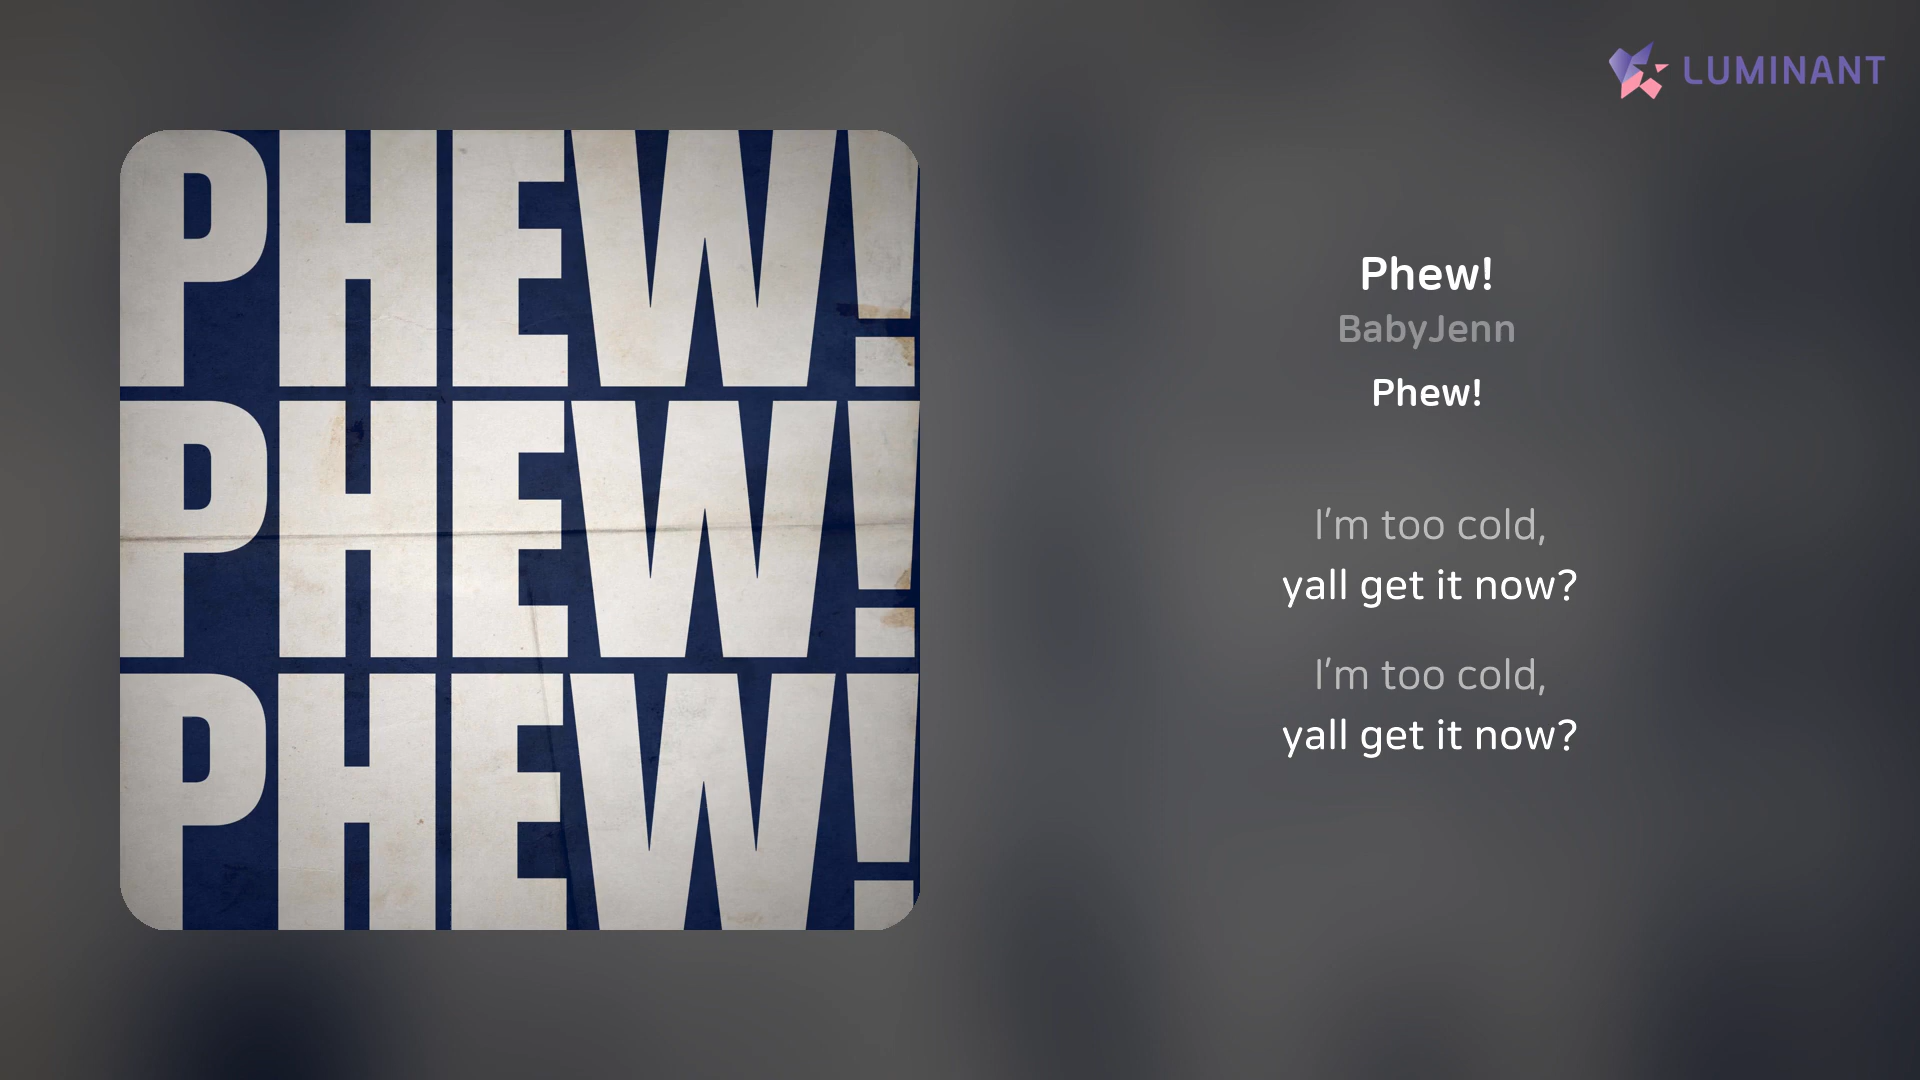 PHEW!
PHEW!
PHEW!
LUMINANT
Phew!
BabyJenn
Phew!
I'm too cold,
yall get it now?
I'm too cold,
yall get it now?